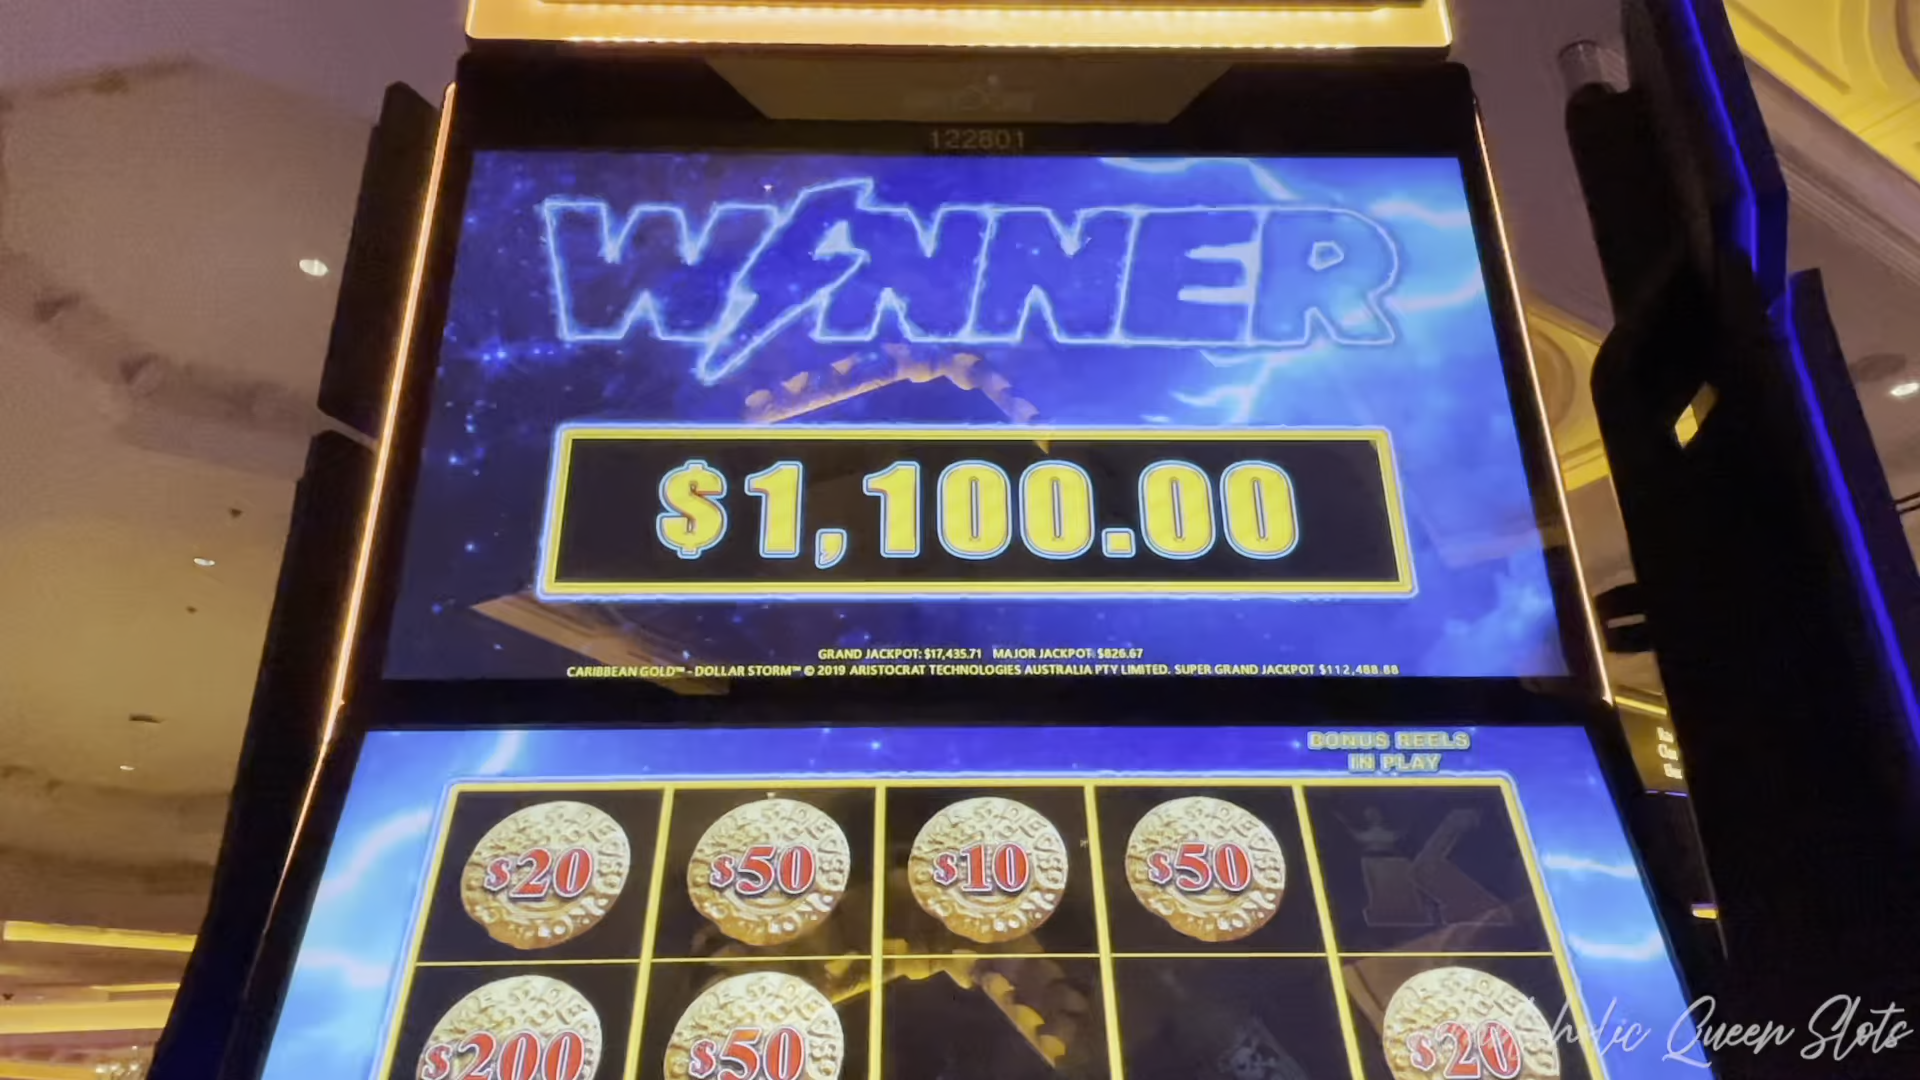 122801
WINNER
$1,100.00
GRAND JACKPOT: $17,435.71 MAJOR JACKPOT: $826.67
CARIBBEAN GOLD™ - DOLLAR STORM™ © 2019 ARISTOCRAT TECHNOLOGIES AUSTRALIA PTY LIMITED. SUPER GRAND JACKPOT $112,488.88
BONUS REELS
IN PLAY
$20 $50 $10 $50 K
$200 $50 $20
Queen Slots